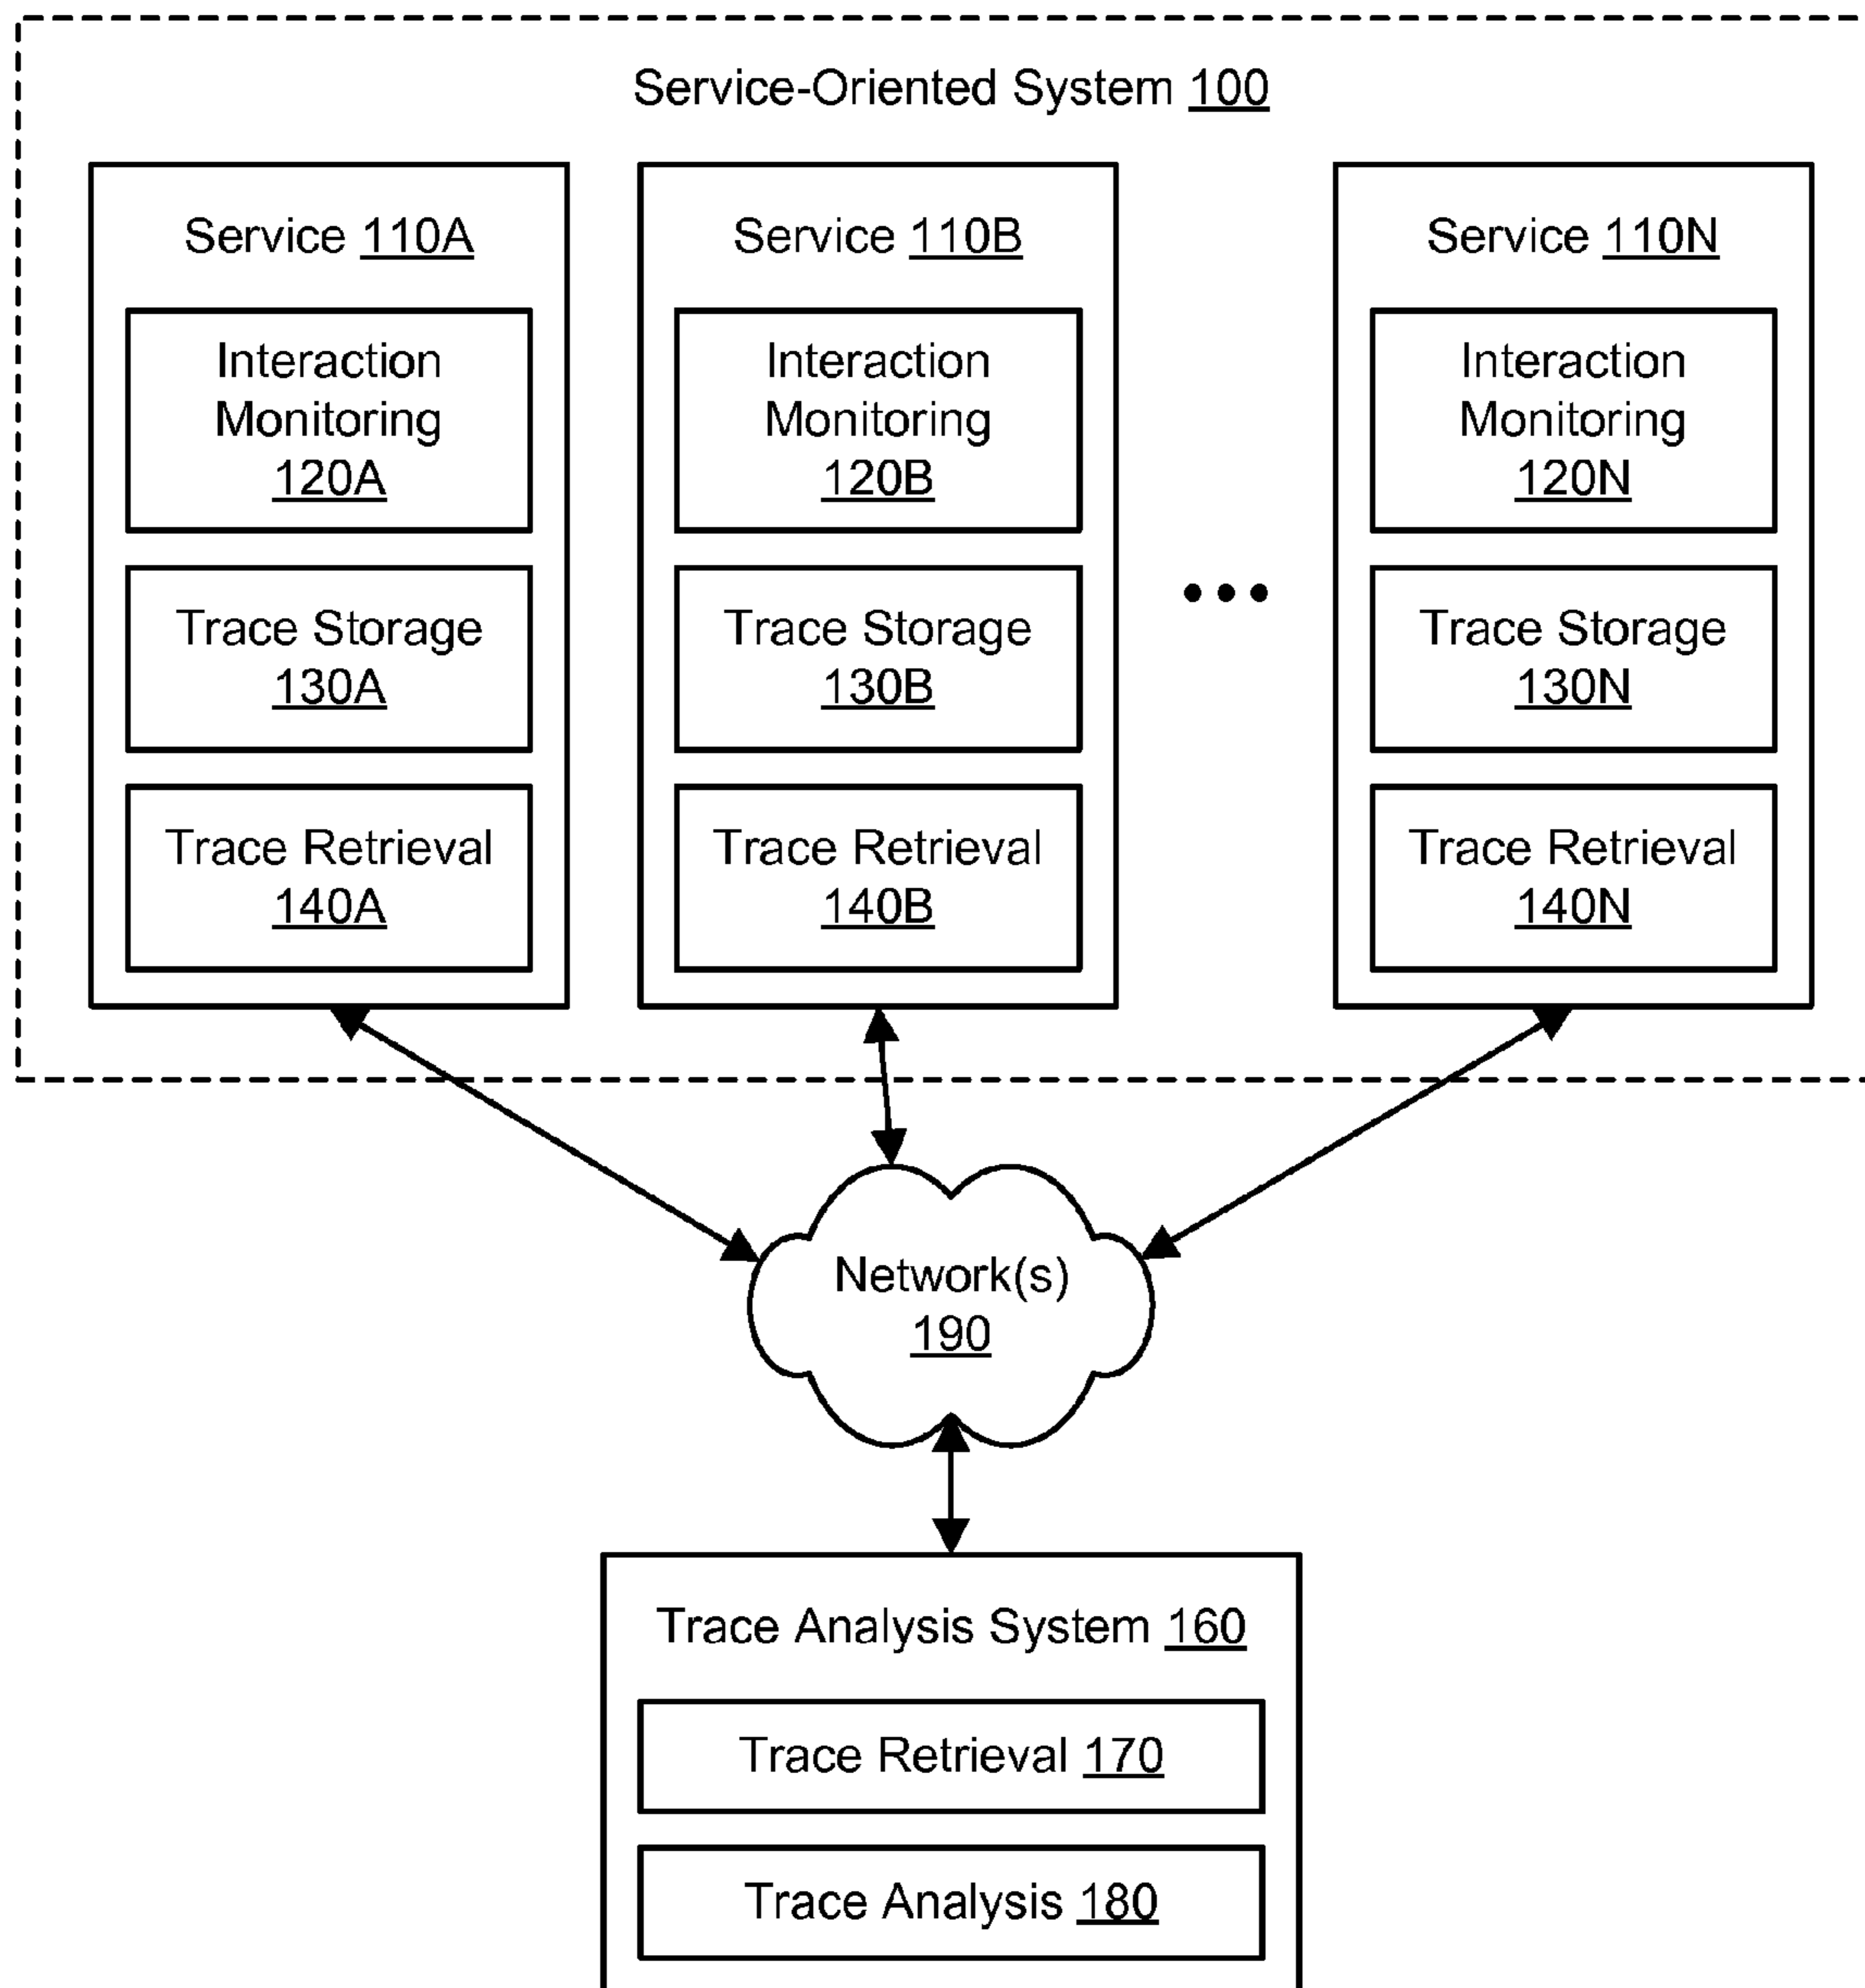 Service-Oriented System 100
Service 110A
Interaction
Monitoring
120A
Trace Storage
130A
Trace Retrieval
140A
Service 110B
Interaction
Monitoring
120B
Trace Storage
130B
Trace Retrieval
140B
•••
Service 110N
Interaction
Monitoring
120N
Trace Storage
130N
Trace Retrieval
140N
Network(s)
190
Trace Analysis System 160
Trace Retrieval 170
Trace Analysis 180